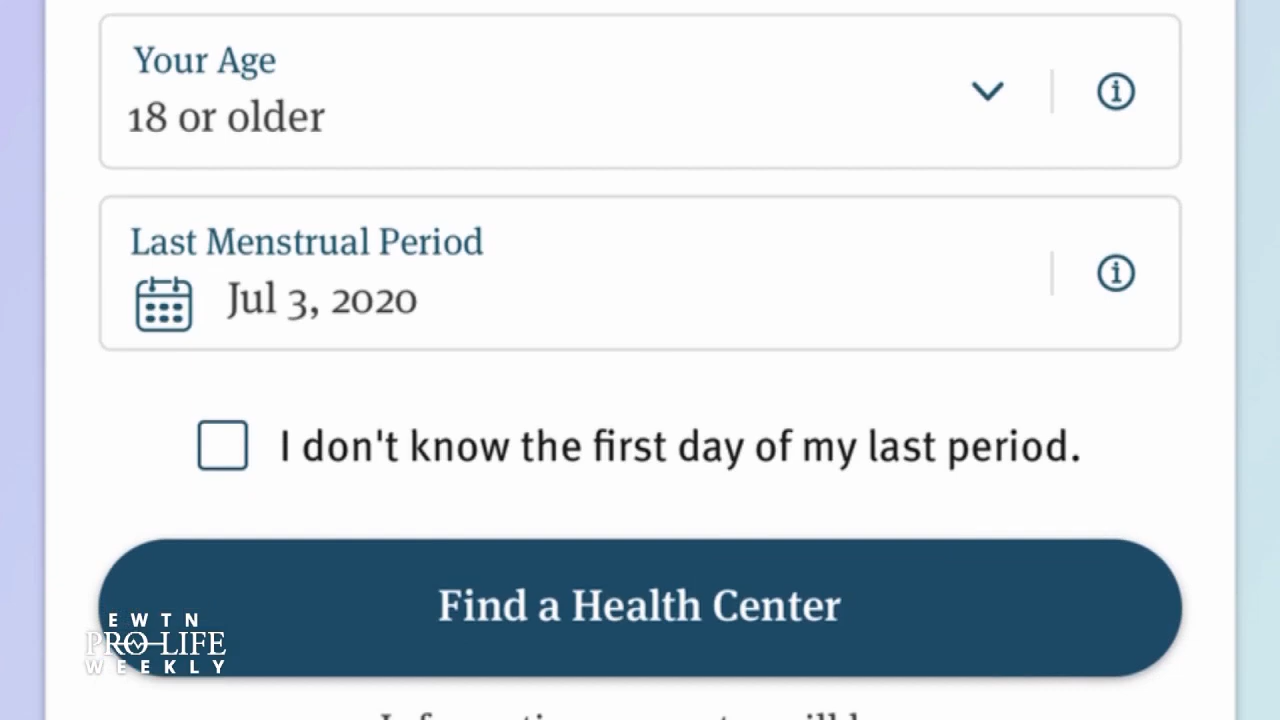 Your Age
18 or older
Last Menstrual Period
Jul 3, 2020
I don't know the first day of my last period.
Find a Health Center
EWTN
PRO-LIFE
WEEKLY